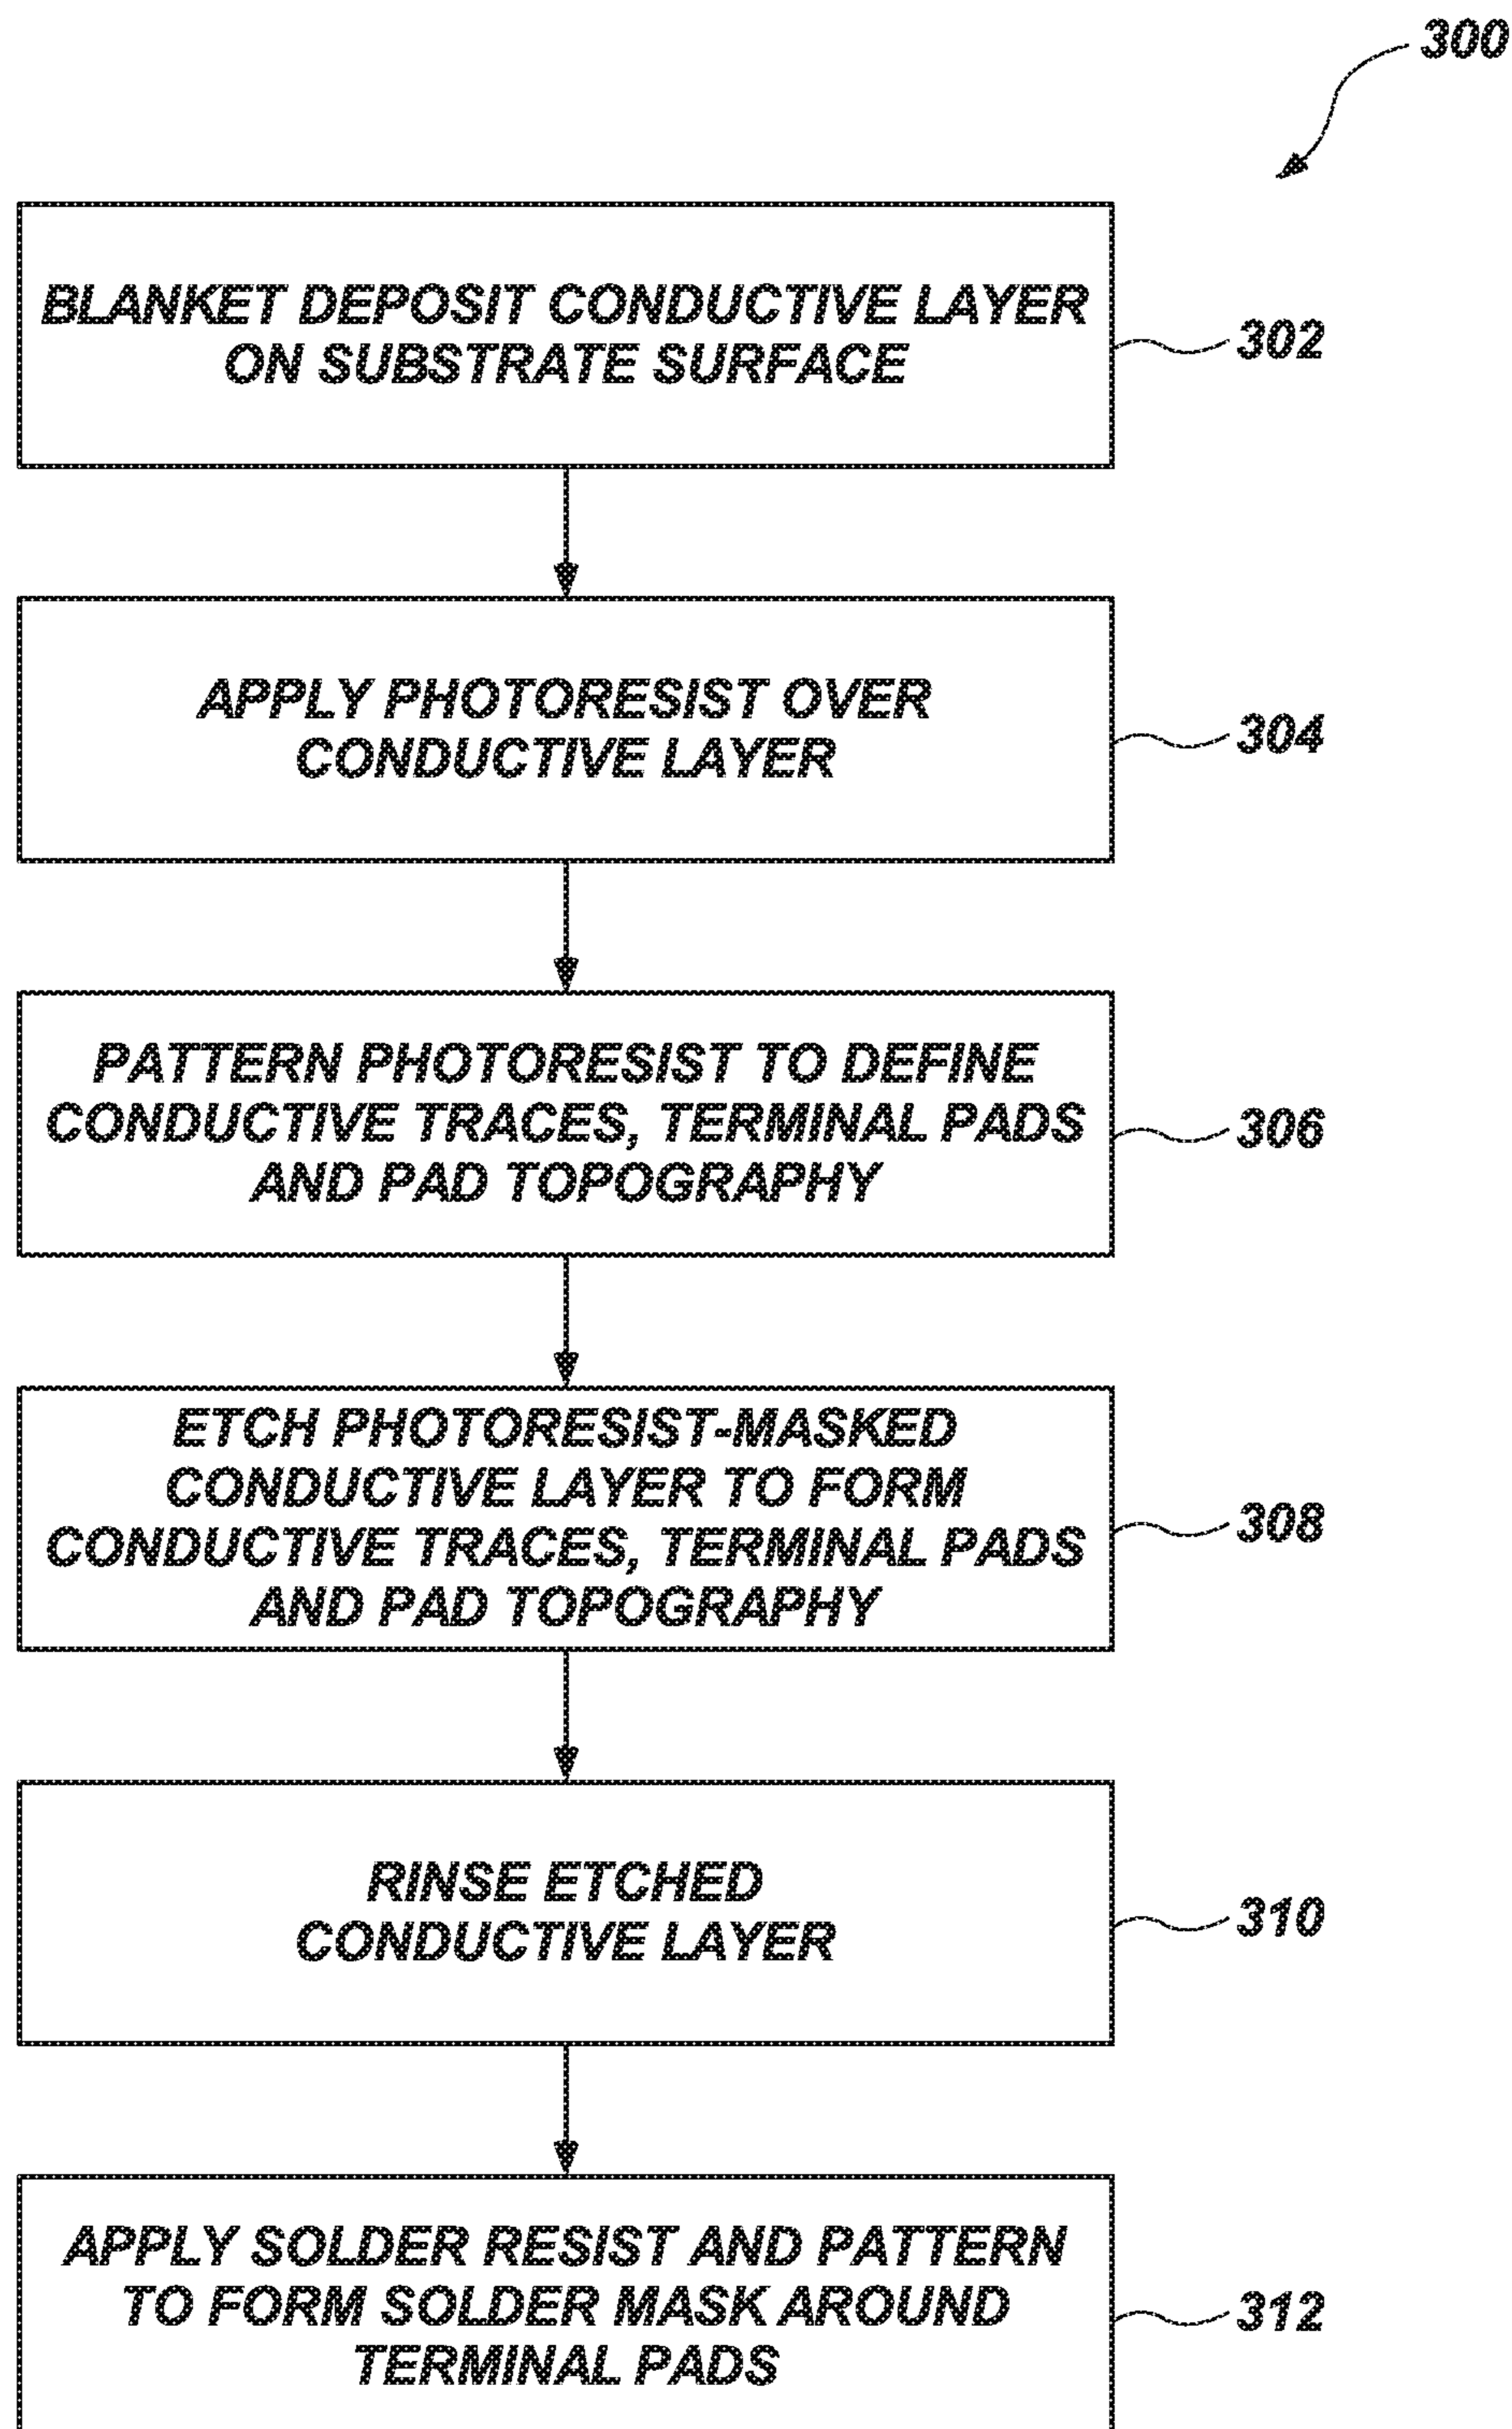 300
BLANKET DEPOSIT CONDUCTIVE LAYER
ON SUBSTRATE SURFACE
302
APPLY PHOTORESIST OVER
CONDUCTIVE LAYER
304
PATTERN PHOTORESIST TO DEFINE
CONDUCTIVE TRACES, TERMINAL PADS
AND PAD TOPOGRAPHY
306
ETCH PHOTORESIST-MASKED
CONDUCTIVE LAYER TO FORM
CONDUCTIVE TRACES, TERMINAL PADS
AND PAD TOPOGRAPHY
308
RINSE ETCHED
CONDUCTIVE LAYER
310
APPLY SOLDER RESIST AND PATTERN
TO FORM SOLDER MASK AROUND
TERMINAL PADS
312